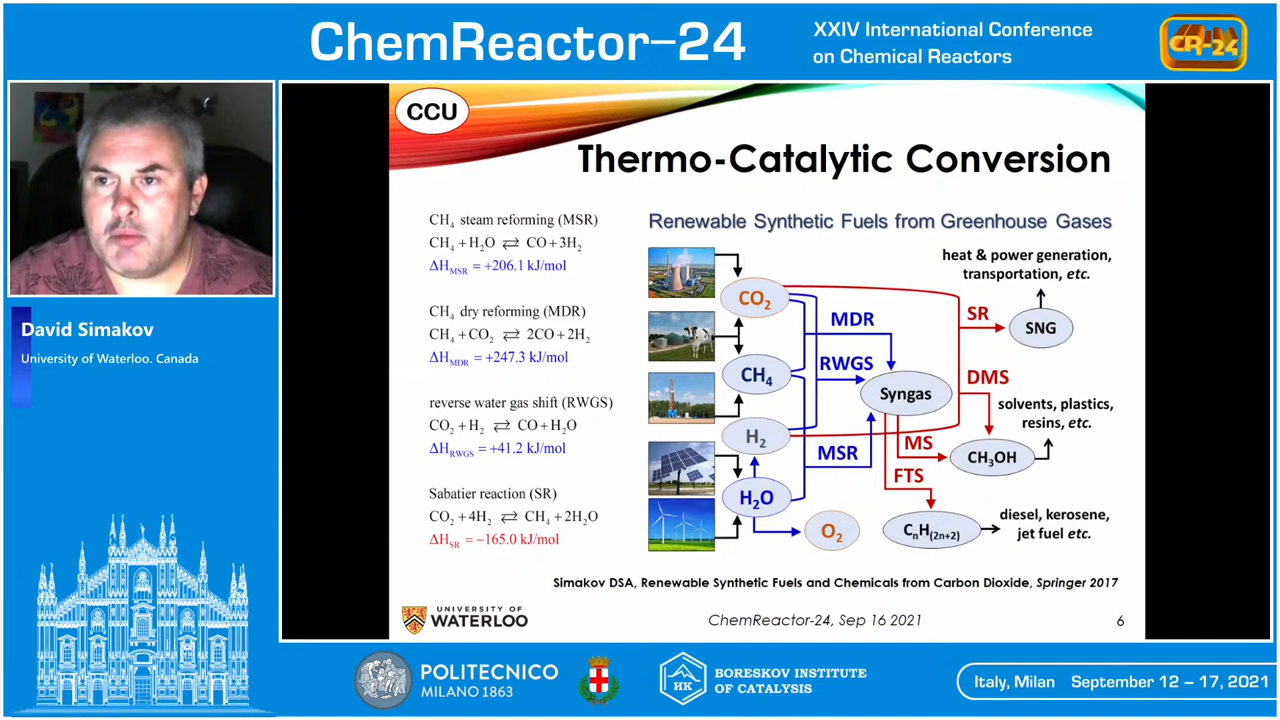 ChemReactor–24
XXIV International Conference
on Chemical Reactors
CR-24
CCU
Thermo-Catalytic Conversion
CH₄ steam reforming (MSR)
CH₄ + H₂O ⇄ CO + 3H₂
ΔH_MSR = +206.1 kJ/mol
CH₄ dry reforming (MDR)
CH₄ + CO₂ ⇄ 2CO + 2H₂
ΔH_MDR = +247.3 kJ/mol
reverse water gas shift (RWGS)
CO₂ + H₂ ⇄ CO + H₂O
ΔH_RWGS = +41.2 kJ/mol
Sabatier reaction (SR)
CO₂ + 4H₂ ⇄ CH₄ + 2H₂O
ΔH_SR = −165.0 kJ/mol
Renewable Synthetic Fuels from Greenhouse Gases
heat & power generation,
transportation, etc.
CO₂
MDR
SR
SNG
RWGS
CH₄
Syngas
DMS
solvents, plastics,
resins, etc.
H₂
MSR
MS
CH₃OH
FTS
H₂O
O₂
CₙH₍₂ₙ₊₂₎
diesel, kerosene,
jet fuel etc.
Simakov DSA, Renewable Synthetic Fuels and Chemicals from Carbon Dioxide, Springer 2017
UNIVERSITY OF
WATERLOO
ChemReactor-24, Sep 16 2021
6
David Simakov
University of Waterloo. Canada
POLITECNICO
MILANO 1863
НК
BORESKOV INSTITUTE
OF CATALYSIS
Italy, Milan September 12 – 17, 2021